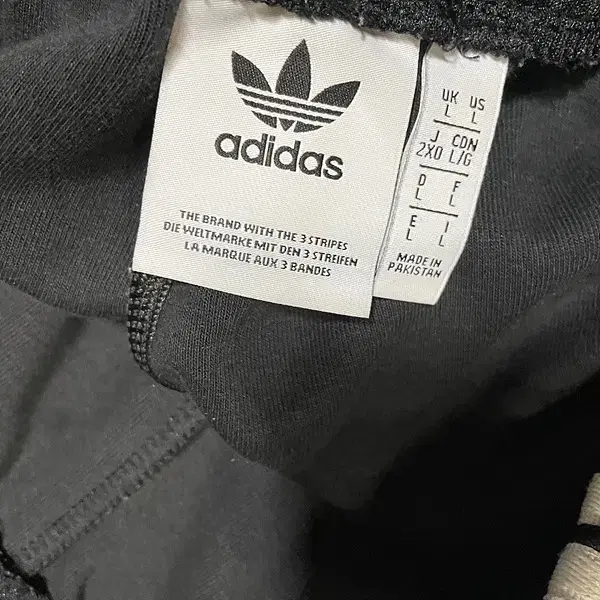 adidas
THE BRAND WITH THE 3 STRIPES
DIE WELTMARKE MIT DEN 3 STREIFEN
LA MARQUE AUX 3 BANDES
UK US
L L
J CDN
2XO L/G
D F
L L
E I
L L
MADE IN
PAKISTAN